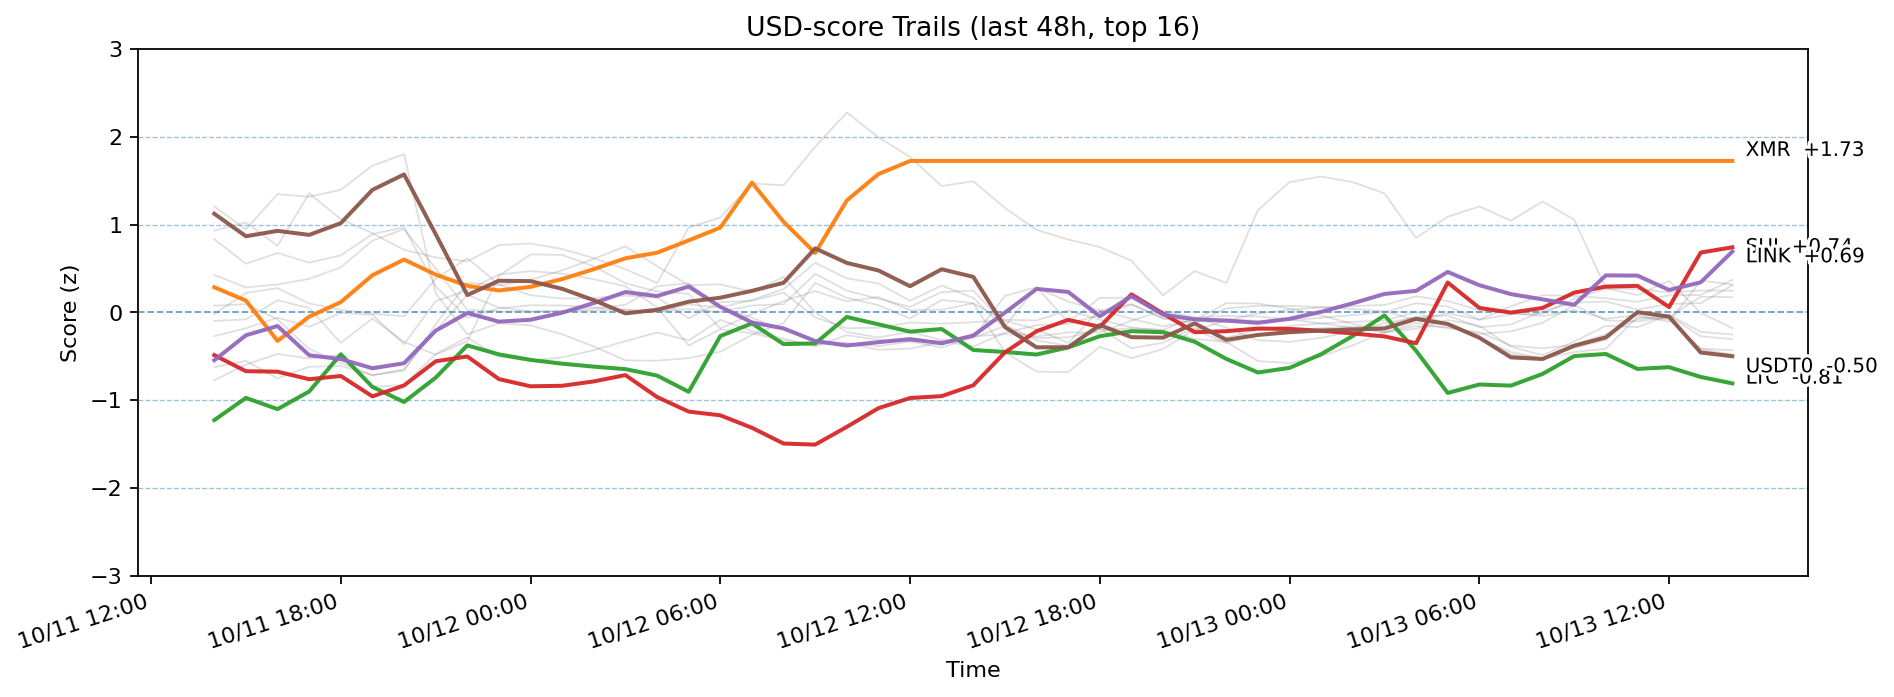 USD-score Trails (last 48h, top 16)
Score (z)
3
2
1
0
−1
−2
−3
XMR +1.73
LINK +0.69
USDT0 -0.50
LTC -0.81
10/11 12:00
10/11 18:00
10/12 00:00
10/12 06:00
10/12 12:00
10/12 18:00
10/13 00:00
10/13 06:00
10/13 12:00
Time